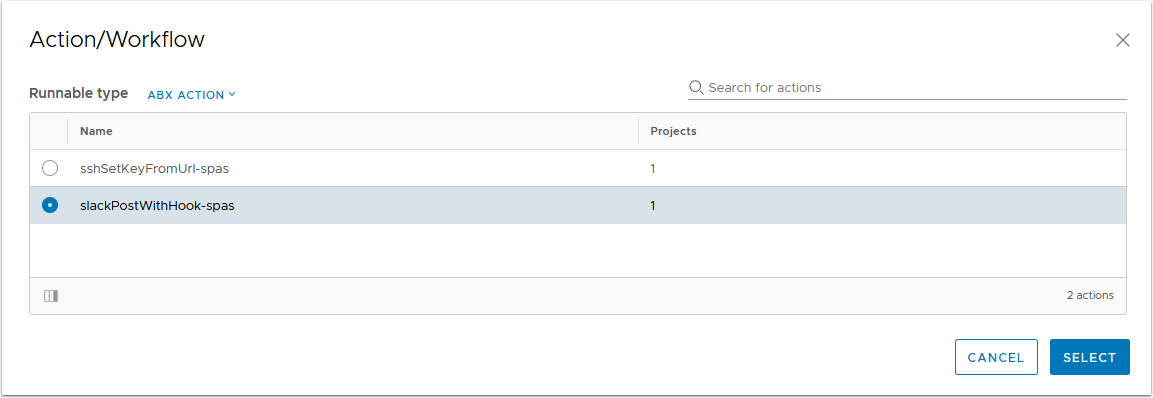 Action/Workflow
Runnable type ABX ACTION
Search for actions
Name Projects
sshSetKeyFromUrl-spas 1
slackPostWithHook-spas 1
2 actions
CANCEL SELECT